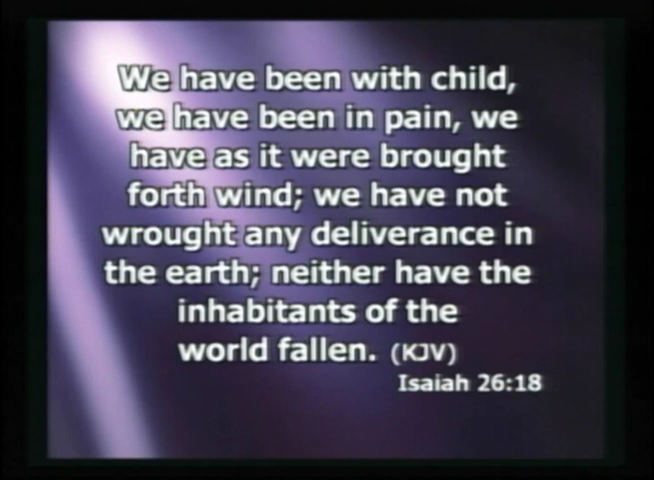 We have been with child,
we have been in pain, we
have as it were brought
forth wind; we have not
wrought any deliverance in
the earth; neither have the
inhabitants of the
world fallen. (KJV)
Isaiah 26:18